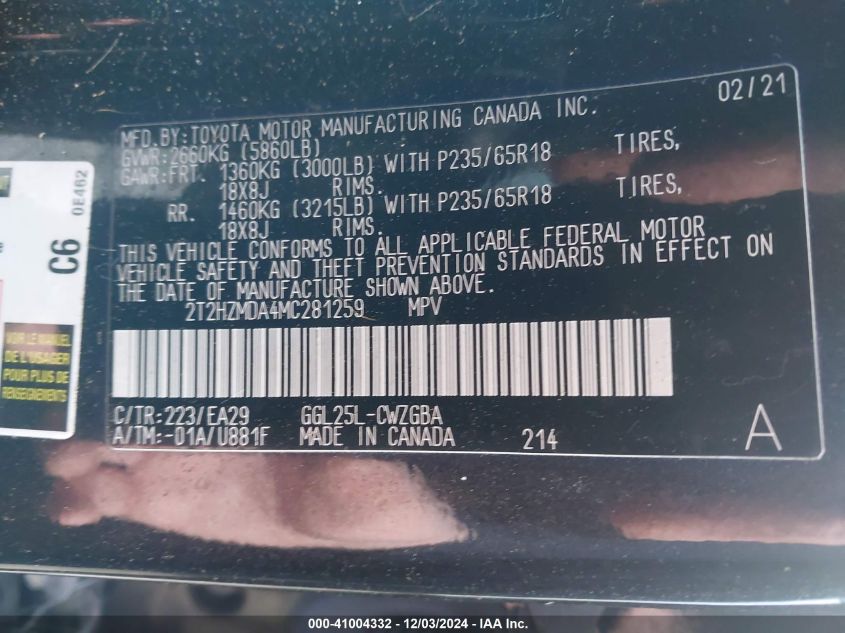 02/21
MFD.BY:TOYOTA MOTOR MANUFACTURING CANADA INC.
GVWR:2660KG (5860LB)
GAWR:FRT. 1360KG (3000LB) WITH P235/65R18 TIRES,
18X8J RIMS.
RR. 1460KG (3215LB) WITH P235/65R18 TIRES,
18X8J RIMS.
THIS VEHICLE CONFORMS TO ALL APPLICABLE FEDERAL MOTOR
VEHICLE SAFETY AND THEFT PREVENTION STANDARDS IN EFFECT ON
THE DATE OF MANUFACTURE SHOWN ABOVE.
2T2HZMDA4MC281259 MPV
C/TR:223/EA29 GGL25L-CWZGBA
A/TM:-01A/U881F MADE IN CANADA 214
A
C6
0E462
VOIR LE MANUEL
DE L'USAGER
POUR PLUS DE
RENSEIGNEMENTS
000-41004332 - 12/03/2024 - IAA Inc.